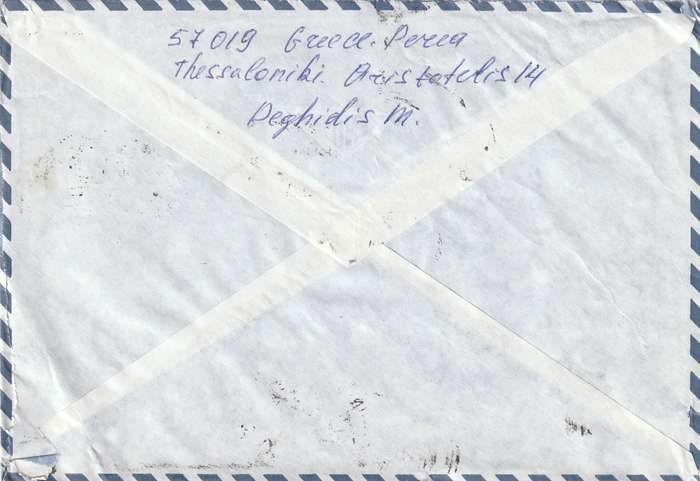 57019 Greece. Perea
Thessaloniki. Aristotelis 14
Deghidis M.